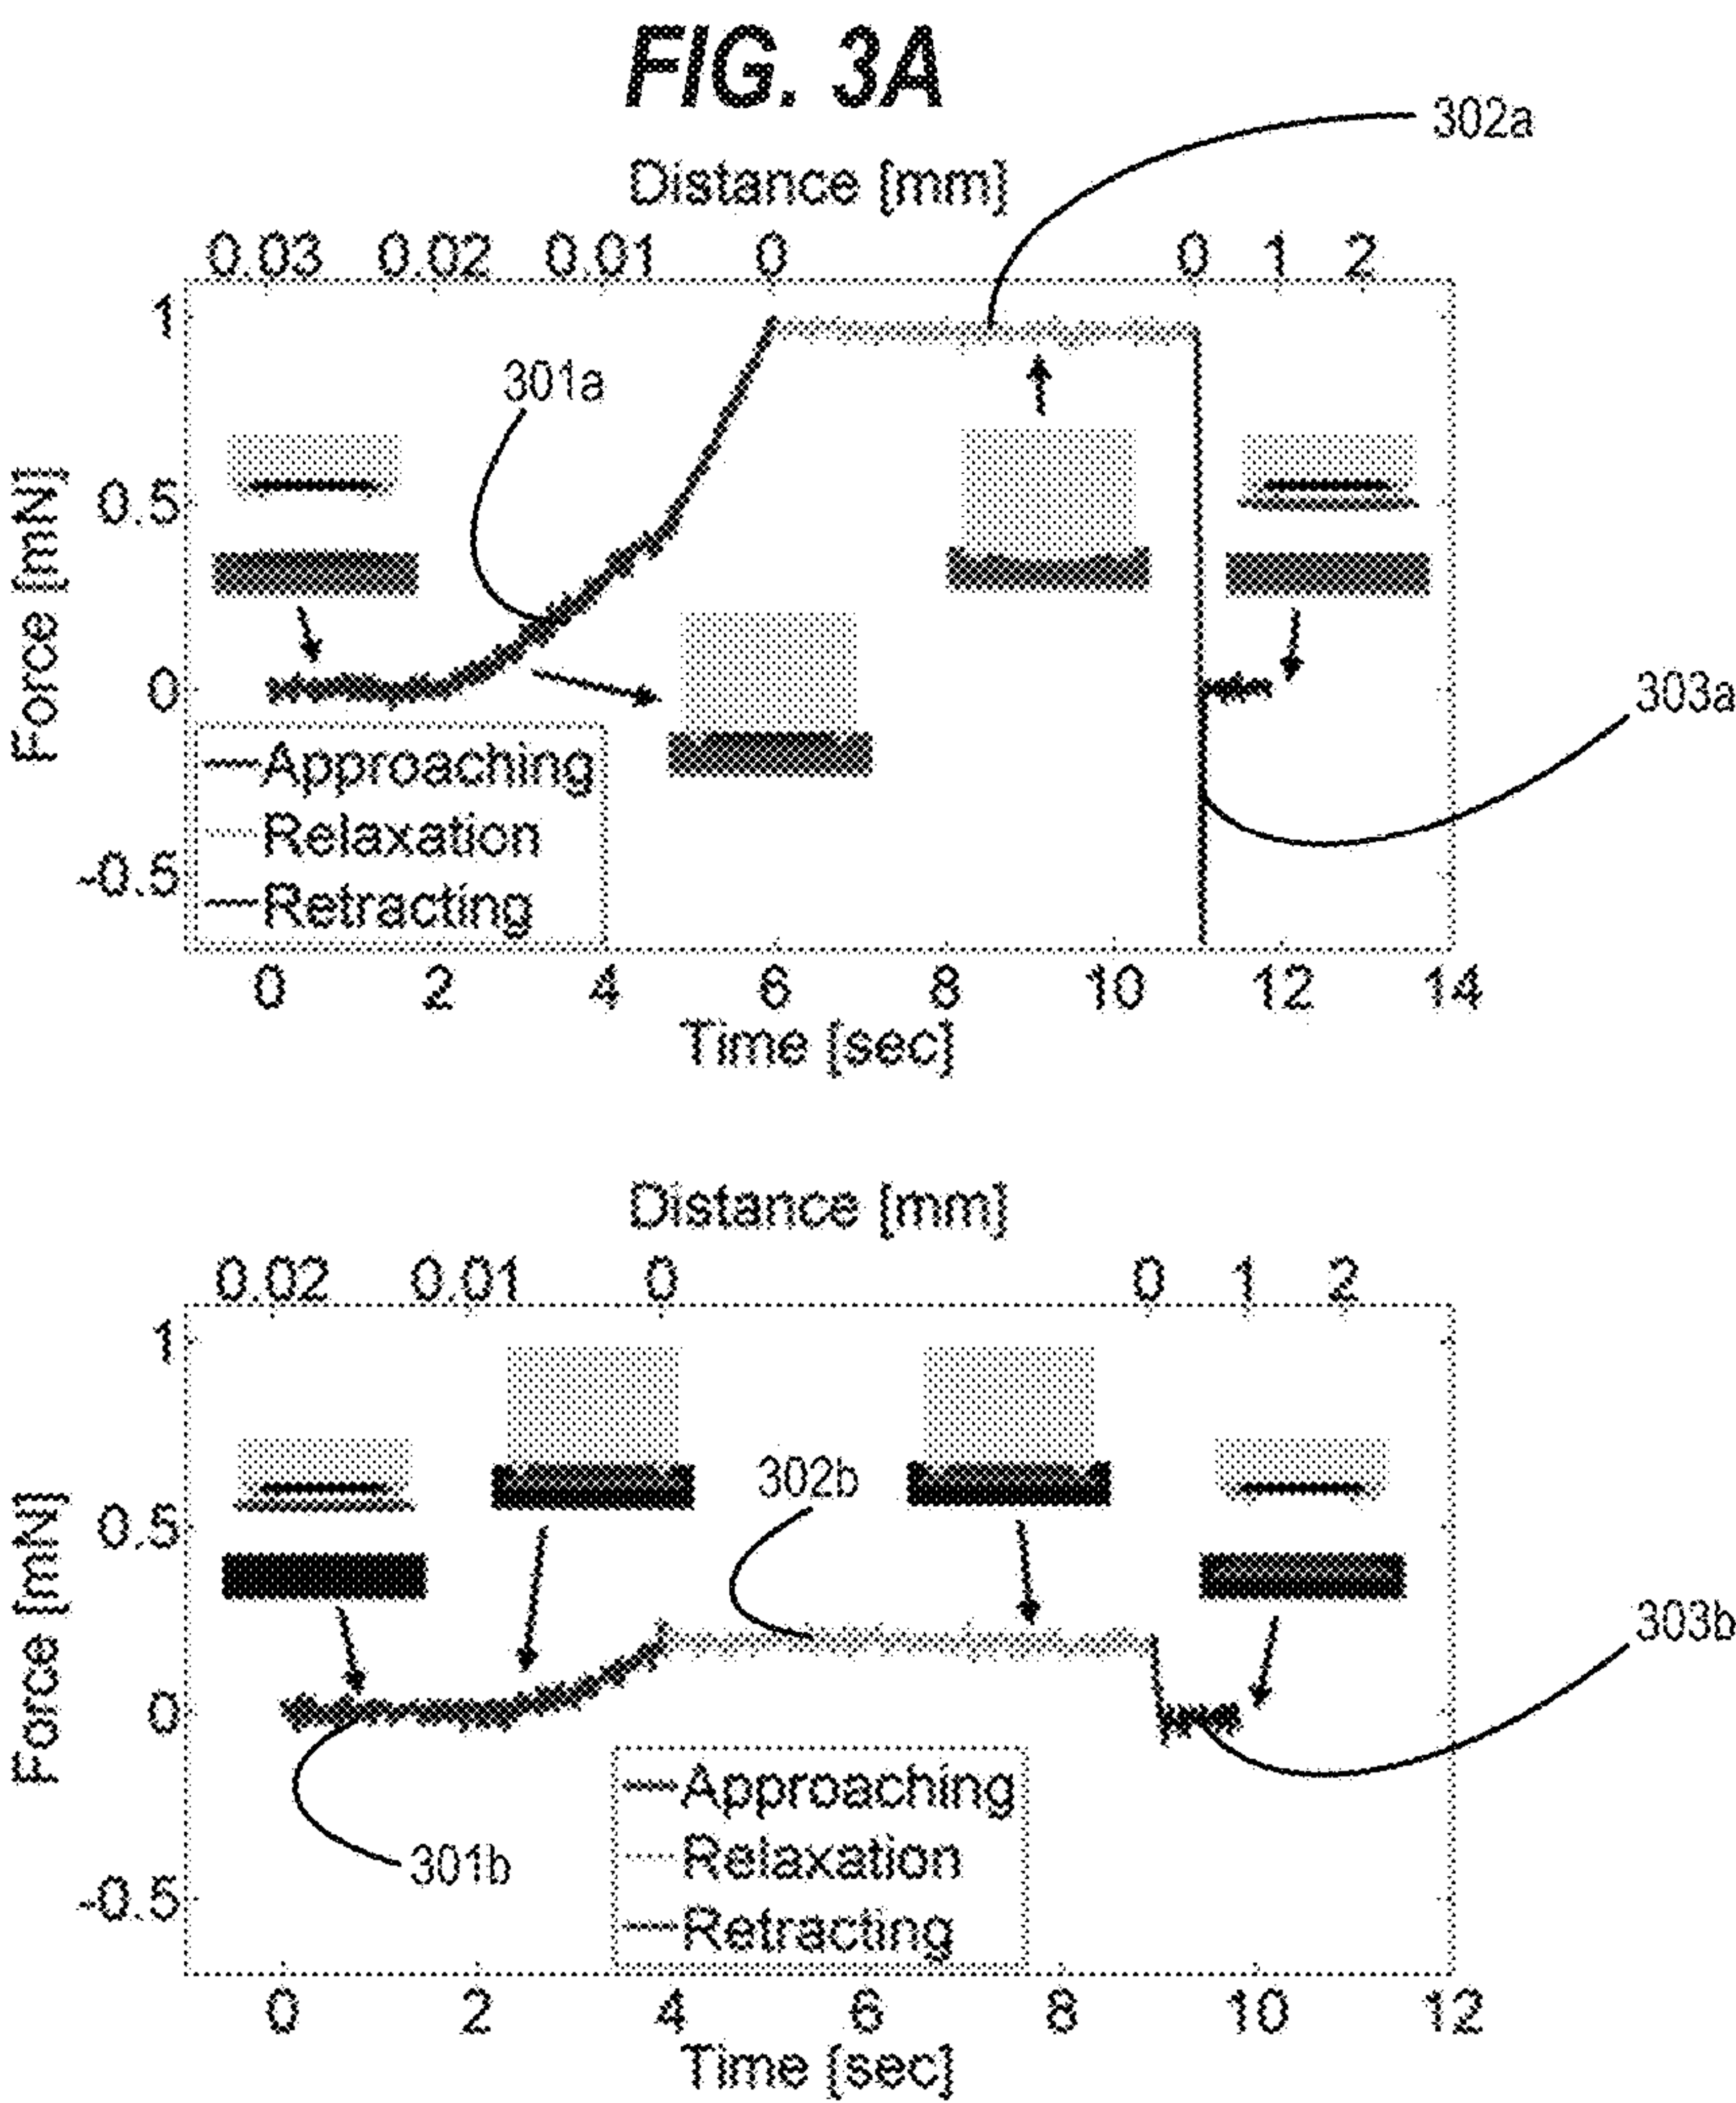 FIG. 3A
302a
Distance [mm]
0.03 0.02 0.01 0 0 1 2
1
301a
0.5
Force [mN]
0
303a
Approaching
Relaxation
-0.5
Retracting
0 2 4 6 8 10 12 14
Time [sec]
Distance [mm]
0.02 0.01 0 0 1 2
1
302b
0.5
Force [mN]
303b
0
Approaching
301b
Relaxation
-0.5
Retracting
0 2 4 6 8 10 12
Time [sec]